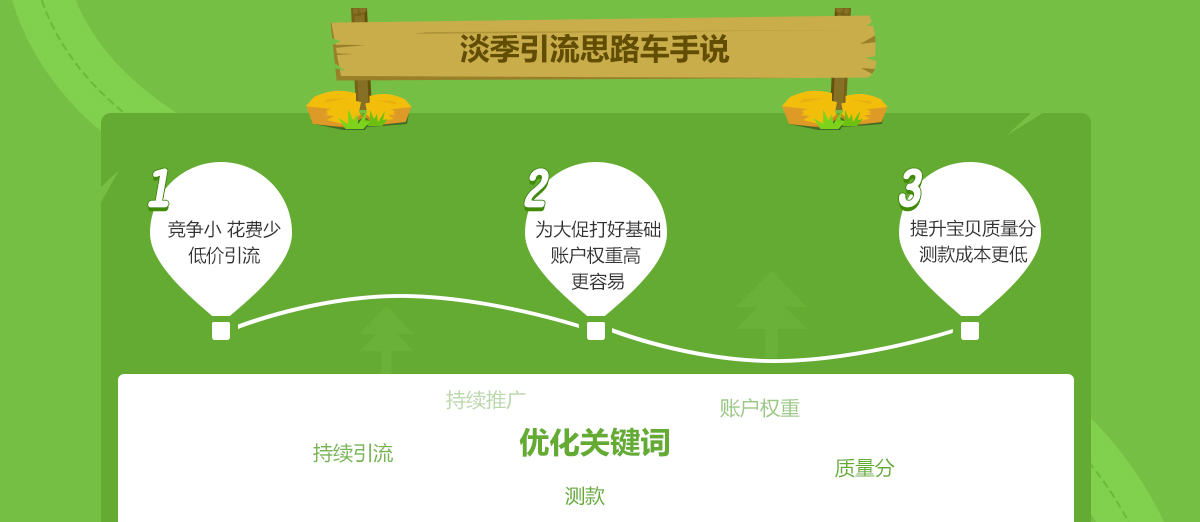 淡季引流思路车手说
1
竞争小 花费少
低价引流
2
为大促打好基础
账户权重高
更容易
3
提升宝贝质量分
测款成本更低
持续推广
账户权重
优化关键词
持续引流
质量分
测款